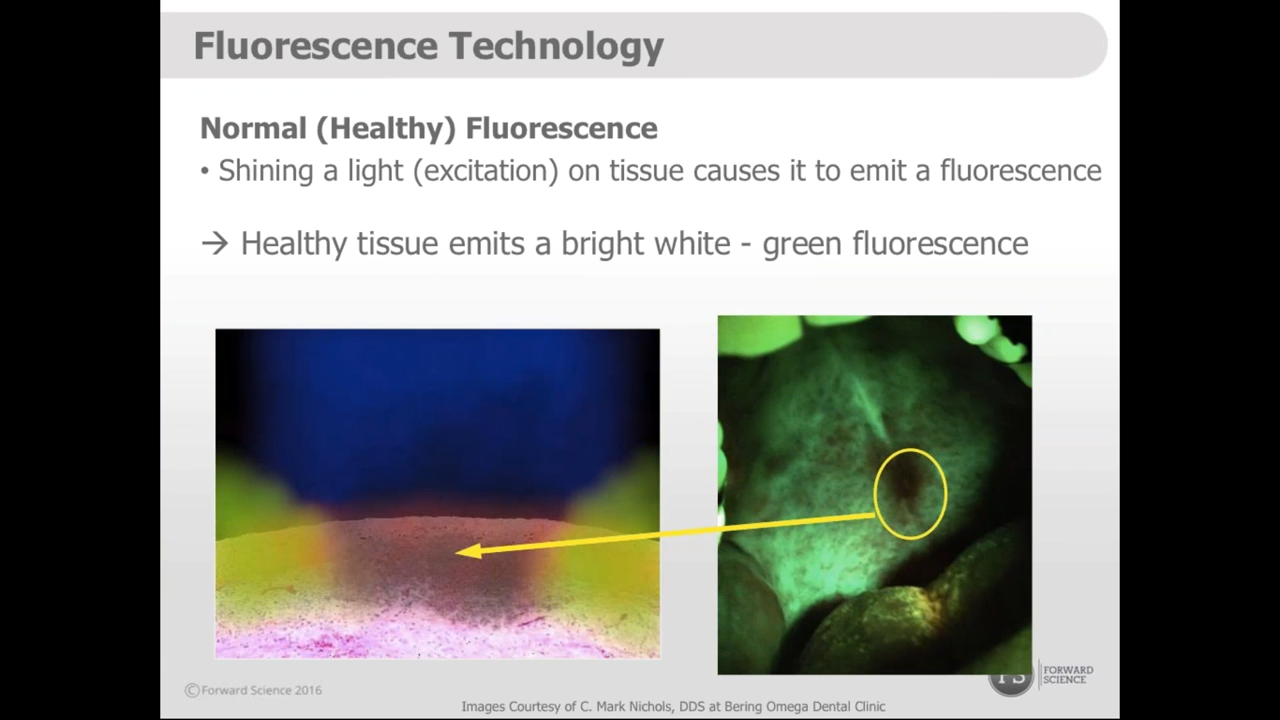 Fluorescence Technology
Normal (Healthy) Fluorescence
• Shining a light (excitation) on tissue causes it to emit a fluorescence
→ Healthy tissue emits a bright white - green fluorescence
©Forward Science 2016
FS
FORWARD
SCIENCE
Images Courtesy of C. Mark Nichols, DDS at Bering Omega Dental Clinic